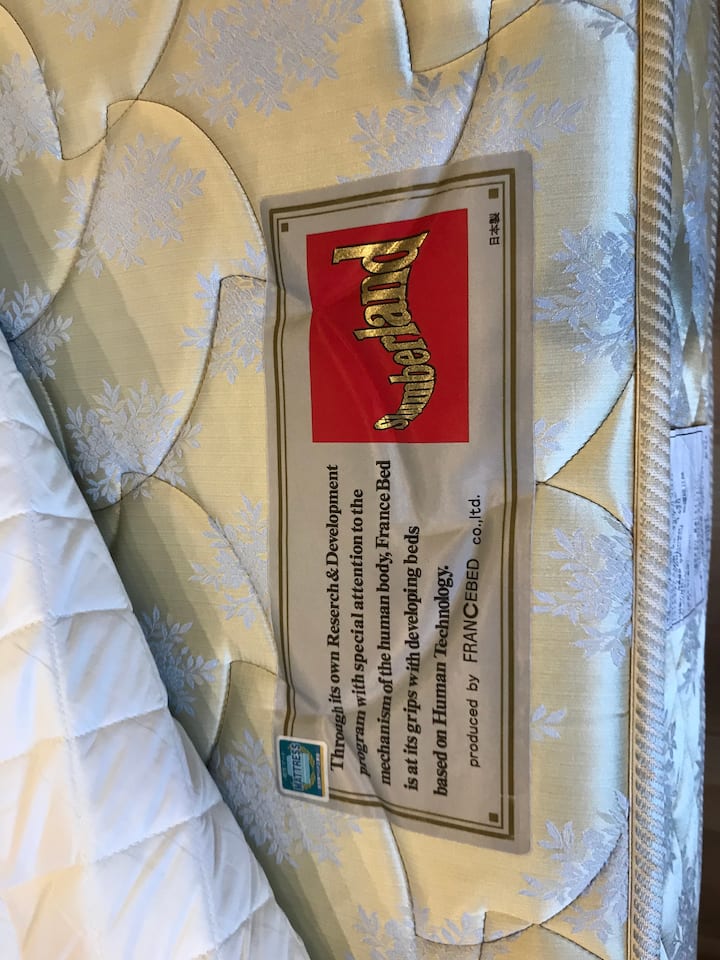 Slumberland
日本製
Through its own Reserch & Development
program with special attention to the
mechanism of the human body, France Bed
is at its grips with developing beds
based on Human Technology.
produced by FRANCEBED co.,ltd.
MATTRESS